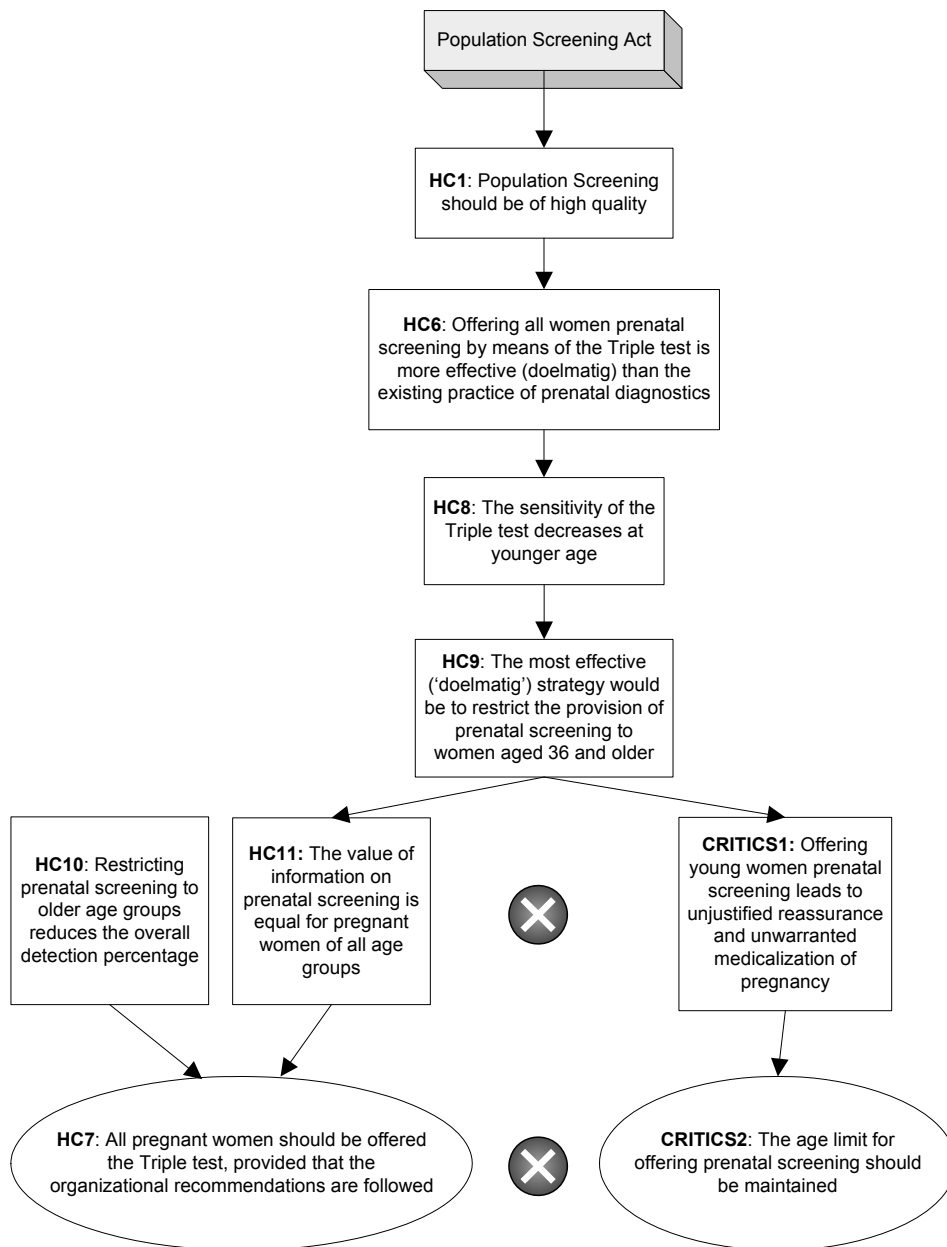 Population Screening Act
HC1: Population Screening
should be of high quality
HC6: Offering all women prenatal
screening by means of the Triple test is
more effective (doelmatig) than the
existing practice of prenatal diagnostics
HC8: The sensitivity of the
Triple test decreases at
younger age
HC9: The most effective
(‘doelmatig’) strategy would
be to restrict the provision of
prenatal screening to
women aged 36 and older
HC10: Restricting
prenatal screening to
older age groups
reduces the overall
detection percentage
HC11: The value of
information on
prenatal screening is
equal for pregnant
women of all age
groups
CRITICS1: Offering
young women prenatal
screening leads to
unjustified reassurance
and unwarranted
medicalization of
pregnancy
HC7: All pregnant women should be offered
the Triple test, provided that the
organizational recommendations are followed
CRITICS2: The age limit for
offering prenatal screening should
be maintained